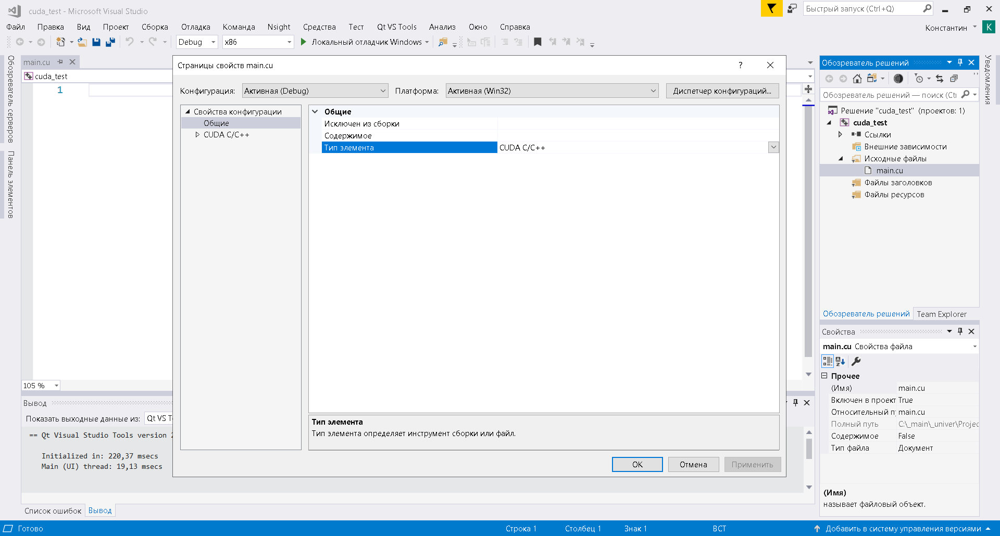 cuda_test - Microsoft Visual Studio
Быстрый запуск (Ctrl+Q)
Файл Правка Вид Проект Сборка Отладка Команда Nsight Средства Тест Qt VS Tools Анализ Окно Справка
Константин K
Debug x86 Локальный отладчик Windows
Обозреватель серверов
Панель элементов
main.cu
cuda_test
1
105 %
Страницы свойств main.cu
?
Конфигурация: Активная (Debug) Платформа: Активная (Win32) Диспетчер конфигураций...
Свойства конфигурации
Общие
CUDA C/C++
Общие
Исключен из сборки
Содержимое
Тип элемента CUDA C/C++
Тип элемента
Тип элемента определяет инструмент сборки или файл.
OK Отмена Применить
Вывод
Показать выходные данные из: Qt VS T
== Qt Visual Studio Tools version 2
Initialized in: 220,37 msecs
Main (UI) thread: 19,13 msecs
Список ошибок Вывод
Обозреватель решений
Обозреватель решений — поиск (Ctr
Решение "cuda_test" (проектов: 1)
cuda_test
Ссылки
Внешние зависимости
Исходные файлы
main.cu
Файлы заголовков
Файлы ресурсов
Обозреватель решений Team Explorer
Свойства
main.cu Свойства файла
Прочее
(Имя) main.cu
Включен в проект True
Относительный п main.cu
Полный путь C:\_main\_univer\Projec
Содержимое False
Тип файла Документ
(Имя)
называет файловый объект.
Уведомления
Готово Строка 1 Столбец 1 Знак 1 ВСТ Добавить в систему управления версиями